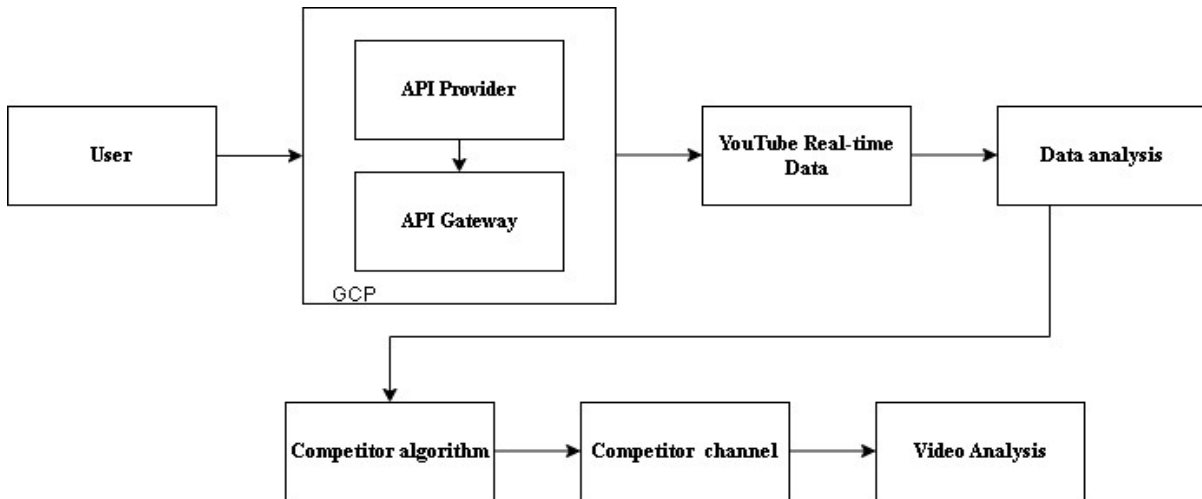 API Provider
User
YouTube Real-time
Data
Data analysis
API Gateway
GCP
Competitor algorithm
Competitor channel
Video Analysis